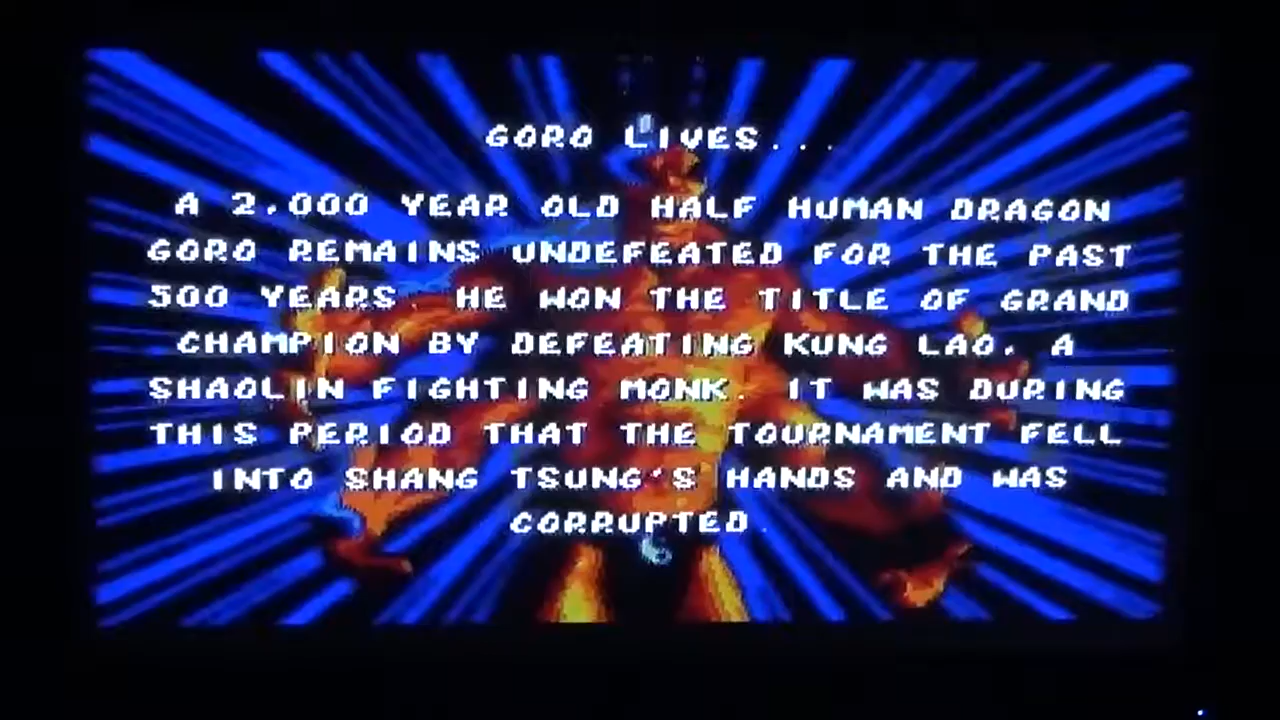 GORO LIVES...
A 2,000 YEAR OLD HALF HUMAN DRAGON
GORO REMAINS UNDEFEATED FOR THE PAST
500 YEARS. HE WON THE TITLE OF GRAND
CHAMPION BY DEFEATING KUNG LAO, A
SHAOLIN FIGHTING MONK. IT WAS DURING
THIS PERIOD THAT THE TOURNAMENT FELL
INTO SHANG TSUNG'S HANDS AND WAS
CORRUPTED.